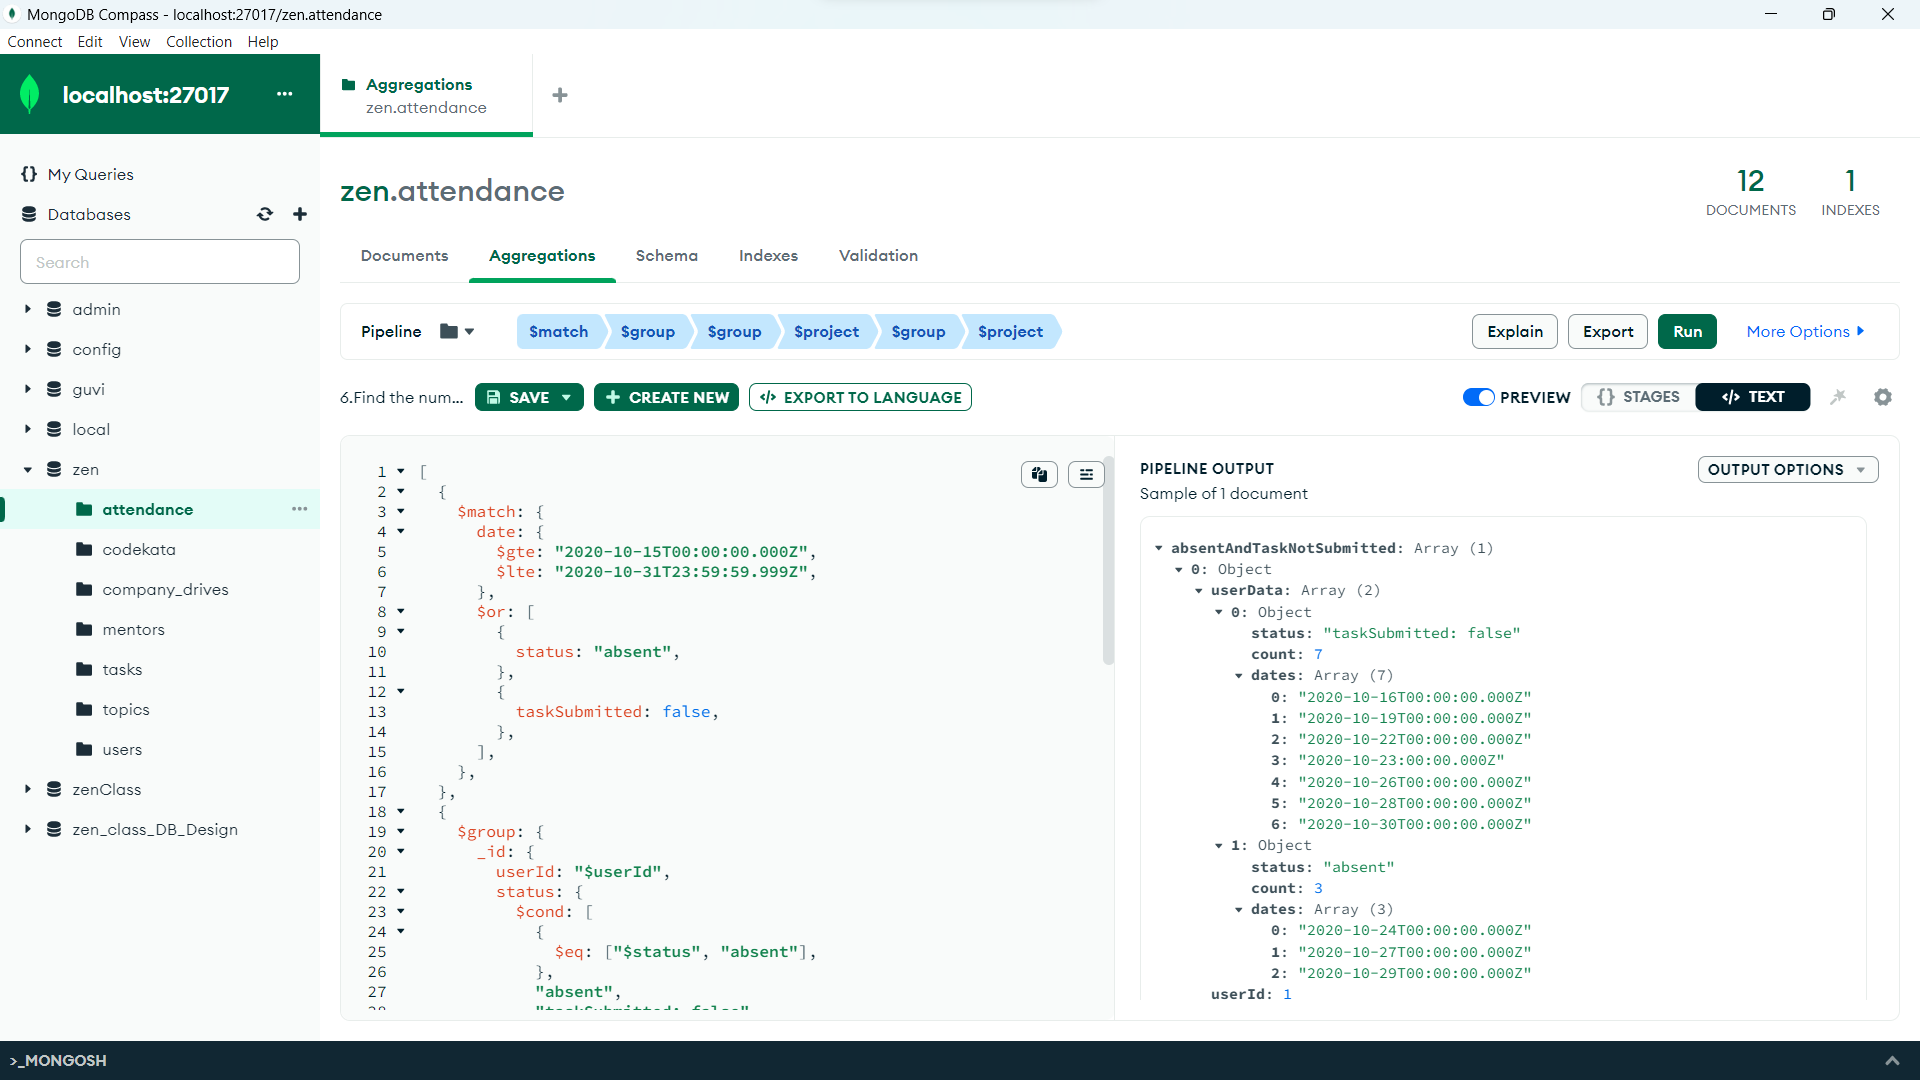 MongoDB Compass - localhost:27017/zen.attendance
Connect Edit View Collection Help
localhost:27017 ...
Aggregations
zen.attendance
My Queries
Databases
Search
admin
config
guvi
local
zen
attendance
codekata
company_drives
mentors
tasks
topics
users
zenClass
zen_class_DB_Design
zen.attendance
12 DOCUMENTS
1 INDEXES
Documents Aggregations Schema Indexes Validation
Pipeline $match $group $group $project $group $project Explain Export Run More Options
6.Find the num... SAVE + CREATE NEW </> EXPORT TO LANGUAGE PREVIEW {} STAGES </> TEXT
1 [
2 {
3 $match: {
4 date: {
5 $gte: "2020-10-15T00:00:00.000Z",
6 $lte: "2020-10-31T23:59:59.999Z",
7 },
8 $or: [
9 {
10 status: "absent",
11 },
12 {
13 taskSubmitted: false,
14 },
15 ],
16 },
17 },
18 {
19 $group: {
20 _id: {
21 userId: "$userId",
22 status: {
23 $cond: [
24 {
25 $eq: ["$status", "absent"],
26 },
27 "absent",
28 "taskSubmitted: false"
PIPELINE OUTPUT
Sample of 1 document
OUTPUT OPTIONS
absentAndTaskNotSubmitted: Array (1)
0: Object
userData: Array (2)
0: Object
status: "taskSubmitted: false"
count: 7
dates: Array (7)
0: "2020-10-16T00:00:00.000Z"
1: "2020-10-19T00:00:00.000Z"
2: "2020-10-22T00:00:00.000Z"
3: "2020-10-23:00:00.000Z"
4: "2020-10-26T00:00:00.000Z"
5: "2020-10-28T00:00:00.000Z"
6: "2020-10-30T00:00:00.000Z"
1: Object
status: "absent"
count: 3
dates: Array (3)
0: "2020-10-24T00:00:00.000Z"
1: "2020-10-27T00:00:00.000Z"
2: "2020-10-29T00:00:00.000Z"
userId: 1
>_MONGOSH